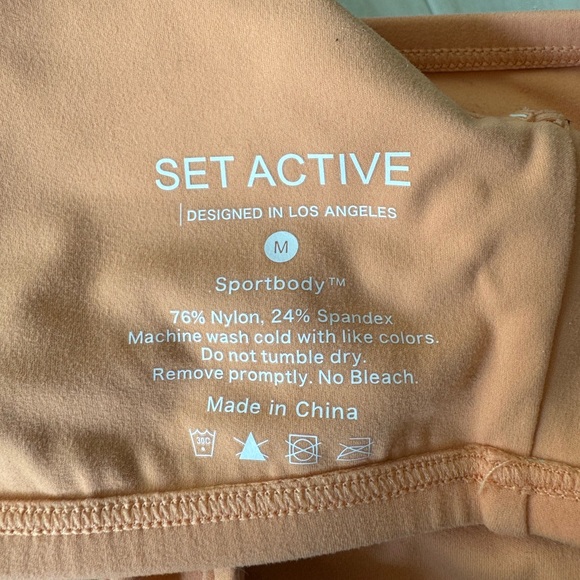 SET ACTIVE
DESIGNED IN LOS ANGELES
M
Sportbody™
76% Nylon, 24% Spandex
Machine wash cold with like colors.
Do not tumble dry.
Remove promptly. No Bleach.
Made in China